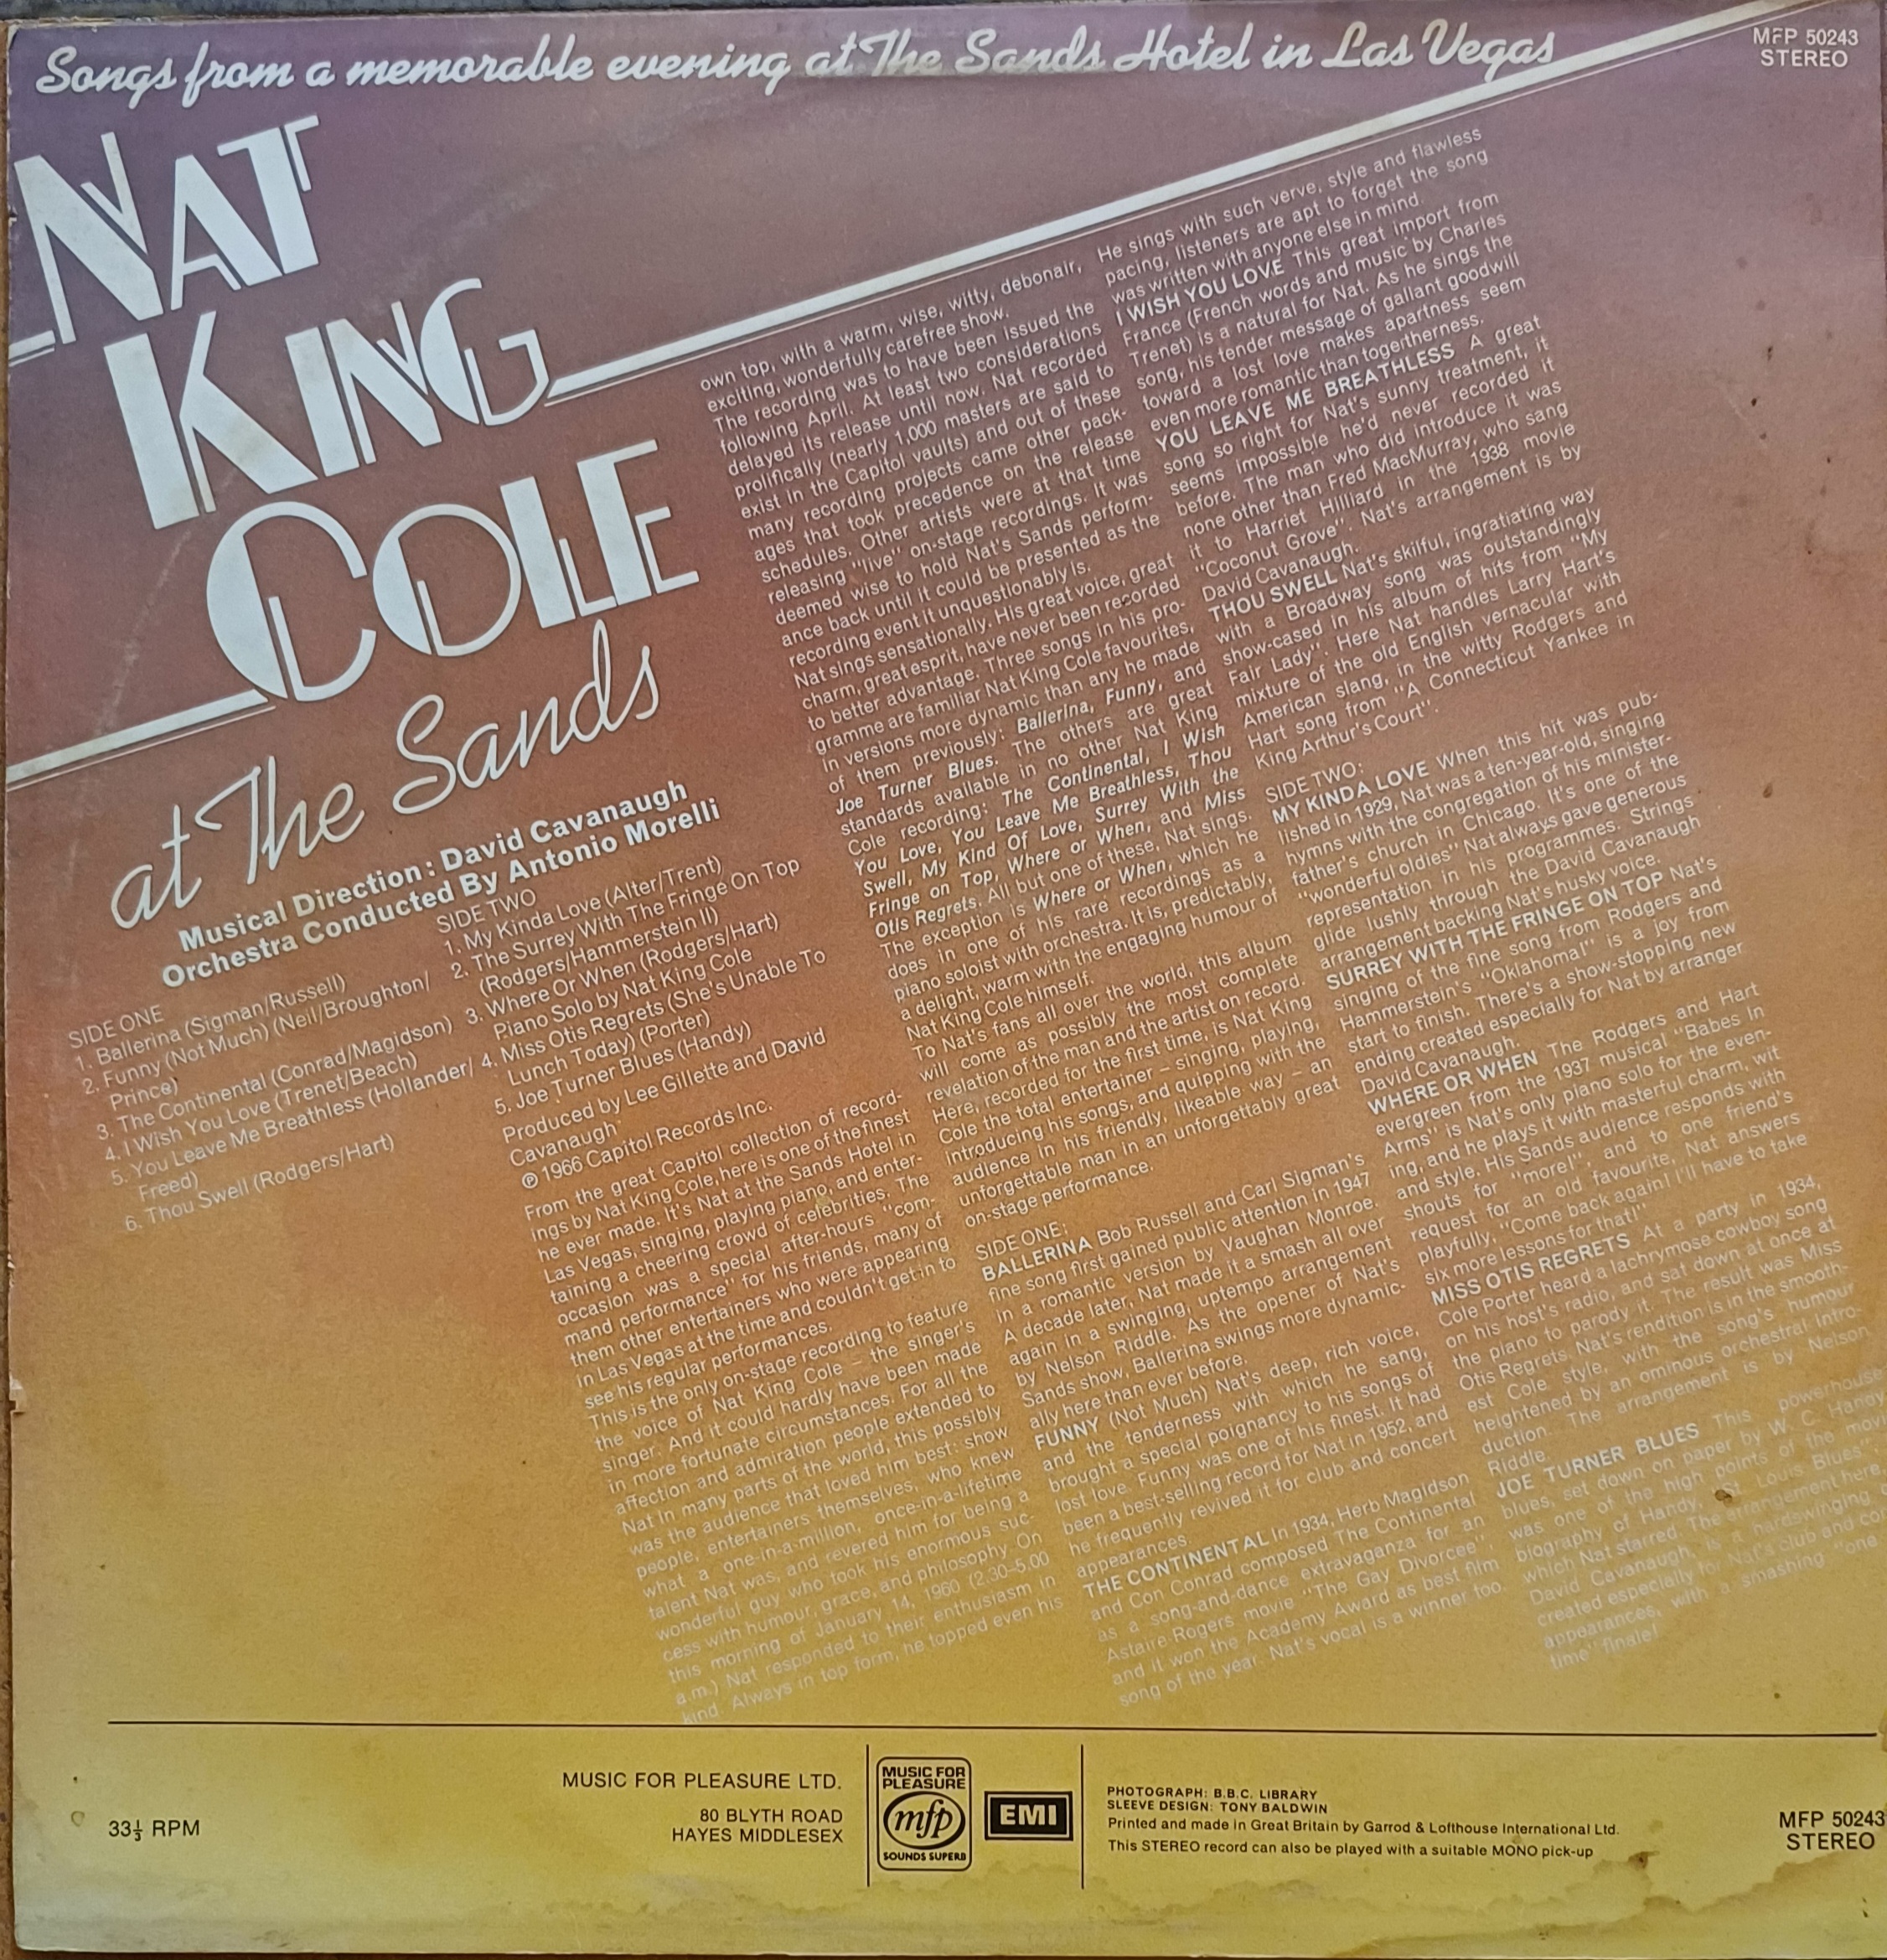 Songs from a memorable evening at The Sands Hotel in Las Vegas
MFP 50243
STEREO
NAT
KING
COLE
at The Sands
Musical Direction : David Cavanaugh
Orchestra Conducted By Antonio Morelli
SIDE ONE
1. Ballerina (Sigman/Russell)
2. Funny (Not Much) (Neil/Broughton/
Prince)
3. The Continental (Conrad/Magidson)
4. I Wish You Love (Trenet/Beach)
5. You Leave Me Breathless (Hollander/
Freed)
6. Thou Swell (Rodgers/Hart)
SIDE TWO
1. My Kinda Love (Alter/Trent)
2. The Surrey With The Fringe On Top
(Rodgers/Hammerstein II)
3. Where Or When (Rodgers/Hart)
Piano Solo by Nat King Cole
4. Miss Otis Regrets (She's Unable To
Lunch Today) (Porter)
5. Joe Turner Blues (Handy)
Produced by Lee Gillette and David
Cavanaugh
℗ 1966 Capitol Records Inc.
From the great Capitol collection of record-
ings by Nat King Cole, here is one of the finest
he ever made. It's Nat at the Sands Hotel in
Las Vegas, singing, playing piano, and enter-
taining a cheering crowd of celebrities. The
occasion was a special after-hours "com-
mand performance" for his friends, many of
them other entertainers who were appearing
in Las Vegas at the time and couldn't get in to
see his regular performances.
This is the only on-stage recording to feature
the voice of Nat King Cole – the singer's
singer. And it could hardly have been made
in more fortunate circumstances. For all the
affection and admiration people extended to
Nat in many parts of the world, this possibly
was the audience that loved him best: show
people, entertainers themselves, who knew
what a one-in-a-million, once-in-a-lifetime
talent Nat was, and revered him for being a
wonderful guy who took his enormous suc-
cess with humour, grace, and philosophy. On
this morning of January 14, 1960 (2.30–5.00
a.m.) Nat responded to their enthusiasm in
kind. Always in top form, he topped even his
own top, with a warm, wise, witty, debonair,
exciting, wonderfully carefree show.
The recording was to have been issued the
following April. At least two considerations
delayed its release until now. Nat recorded
prolifically (nearly 1,000 masters are said to
exist in the Capitol vaults) and out of these
many recording projects came other pack-
ages that took precedence on the release
schedules. Other artists were at that time
releasing "live" on-stage recordings. It was
deemed wise to hold Nat's Sands perform-
ance back until it could be presented as the
recording event it unquestionably is.
Nat sings sensationally. His great voice, great
charm, great esprit, have never been recorded
to better advantage. Three songs in his pro-
gramme are familiar Nat King Cole favourites,
in versions more dynamic than any he made
of them previously: Ballerina, Funny, and
Joe Turner Blues. The others are great
standards available in no other Nat King
Cole recording: The Continental, I Wish
You Love, You Leave Me Breathless, Thou
Swell, My Kind Of Love, Surrey With the
Fringe on Top, Where or When, and Miss
Otis Regrets. All but one of these, Nat sings.
The exception is Where or When, which he
does in one of his rare recordings as a
piano soloist with orchestra. It is, predictably,
a delight, warm with the engaging humour of
Nat King Cole himself.
To Nat's fans all over the world, this album
will come as possibly the most complete
revelation of the man and the artist on record.
Here, recorded for the first time, is Nat King
Cole the total entertainer – singing, playing,
introducing his songs, and quipping with the
audience in his friendly, likeable way – an
unforgettable man in an unforgettably great
on-stage performance.
SIDE ONE:
BALLERINA Bob Russell and Carl Sigman's
fine song first gained public attention in 1947
in a romantic version by Vaughan Monroe.
A decade later, Nat made it a smash all over
again in a swinging, uptempo arrangement
by Nelson Riddle. As the opener of Nat's
Sands show, Ballerina swings more dynamic-
ally here than ever before.
FUNNY (Not Much) Nat's deep, rich voice,
and the tenderness with which he sang,
brought a special poignancy to his songs of
lost love. Funny was one of his finest. It had
been a best-selling record for Nat in 1952, and
he frequently revived it for club and concert
appearances.
THE CONTINENTAL In 1934, Herb Magidson
and Con Conrad composed The Continental
as a song-and-dance extravaganza for an
Astaire Rogers movie "The Gay Divorcee",
and it won the Academy Award as best film
song of the year. Nat's vocal is a winner too.
He sings with such verve, style and flawless
pacing, listeners are apt to forget the song
was written with anyone else in mind.
I WISH YOU LOVE This great import from
France (French words and music by Charles
Trenet) is a natural for Nat. As he sings the
song, his tender message of gallant goodwill
toward a lost love makes apartness seem
even more romantic than togetherness.
YOU LEAVE ME BREATHLESS A great
song so right for Nat's sunny treatment, it
seems impossible he'd never recorded it
before. The man who did introduce it was
none other than Fred MacMurray, who sang
it to Harriet Hilliard in the 1938 movie
"Coconut Grove". Nat's arrangement is by
David Cavanaugh.
THOU SWELL Nat's skilful, ingratiating way
with a Broadway song was outstandingly
show-cased in his album of hits from "My
Fair Lady". Here Nat handles Larry Hart's
mixture of the old English vernacular with
American slang, in the witty Rodgers and
Hart song from "A Connecticut Yankee in
King Arthur's Court".
SIDE TWO:
MY KINDA LOVE When this hit was pub-
lished in 1929, Nat was a ten-year-old, singing
hymns with the congregation of his minister-
father's church in Chicago. It's one of the
"wonderful oldies" Nat always gave generous
representation in his programmes. Strings
glide lushly through the David Cavanaugh
arrangement backing Nat's husky voice.
SURREY WITH THE FRINGE ON TOP Nat's
singing of the fine song from Rodgers and
Hammerstein's "Oklahoma!" is a joy from
start to finish. There's a show-stopping new
ending created especially for Nat by arranger
David Cavanaugh.
WHERE OR WHEN The Rodgers and Hart
evergreen from the 1937 musical "Babes in
Arms" is Nat's only piano solo for the even-
ing, and he plays it with masterful charm, wit
and style. His Sands audience responds with
shouts for "more!", and to one friend's
request for an old favourite, Nat answers
playfully, "Come back again! I'll have to take
six more lessons for that!"
MISS OTIS REGRETS At a party in 1934,
Cole Porter heard a lachrymose cowboy song
on his host's radio, and sat down at once at
the piano to parody it. The result was Miss
Otis Regrets. Nat's rendition is in the smooth-
est Cole style, with the song's humour
heightened by an ominous orchestral intro-
duction. The arrangement is by Nelson
Riddle.
JOE TURNER BLUES This powerhouse
blues, set down on paper by W. C. Handy
was one of the high points of the movie
biography of Handy, "St. Louis Blues",
which Nat starred. The arrangement here,
David Cavanaugh, is a hardswinging
created especially for Nat's club and
appearances, with a smashing "one
time" finale!
33⅓ RPM
MUSIC FOR PLEASURE LTD.
80 BLYTH ROAD
HAYES MIDDLESEX
MUSIC FOR
PLEASURE
mfp
SOUNDS SUPERB
EMI
PHOTOGRAPH: B.B.C. LIBRARY
SLEEVE DESIGN: TONY BALDWIN
Printed and made in Great Britain by Garrod & Lofthouse International Ltd.
This STEREO record can also be played with a suitable MONO pick-up
MFP 50243
STEREO